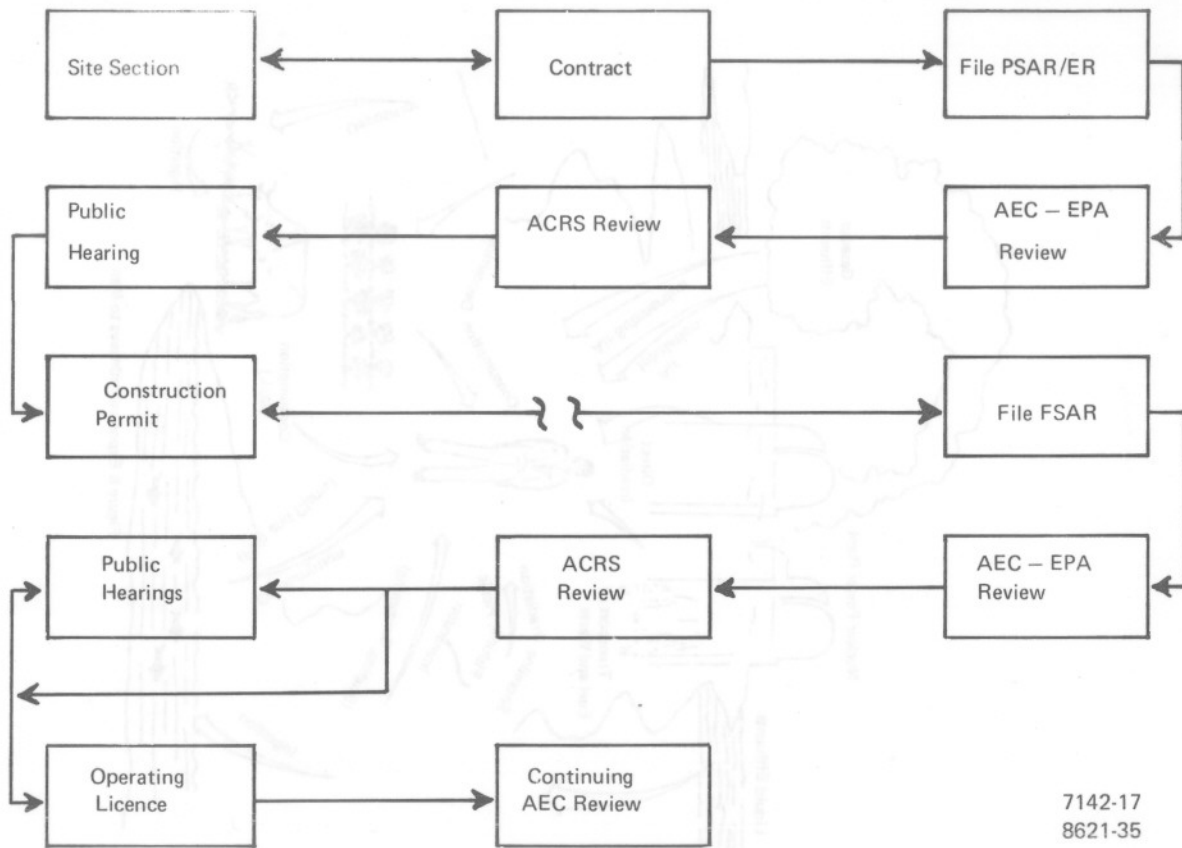 Site Section
Contract
File PSAR/ER
Public
Hearing
ACRS Review
AEC – EPA
Review
Construction
Permit
File FSAR
Public
Hearings
ACRS
Review
AEC – EPA
Review
Operating
Licence
Continuing
AEC Review
7142-17
8621-35